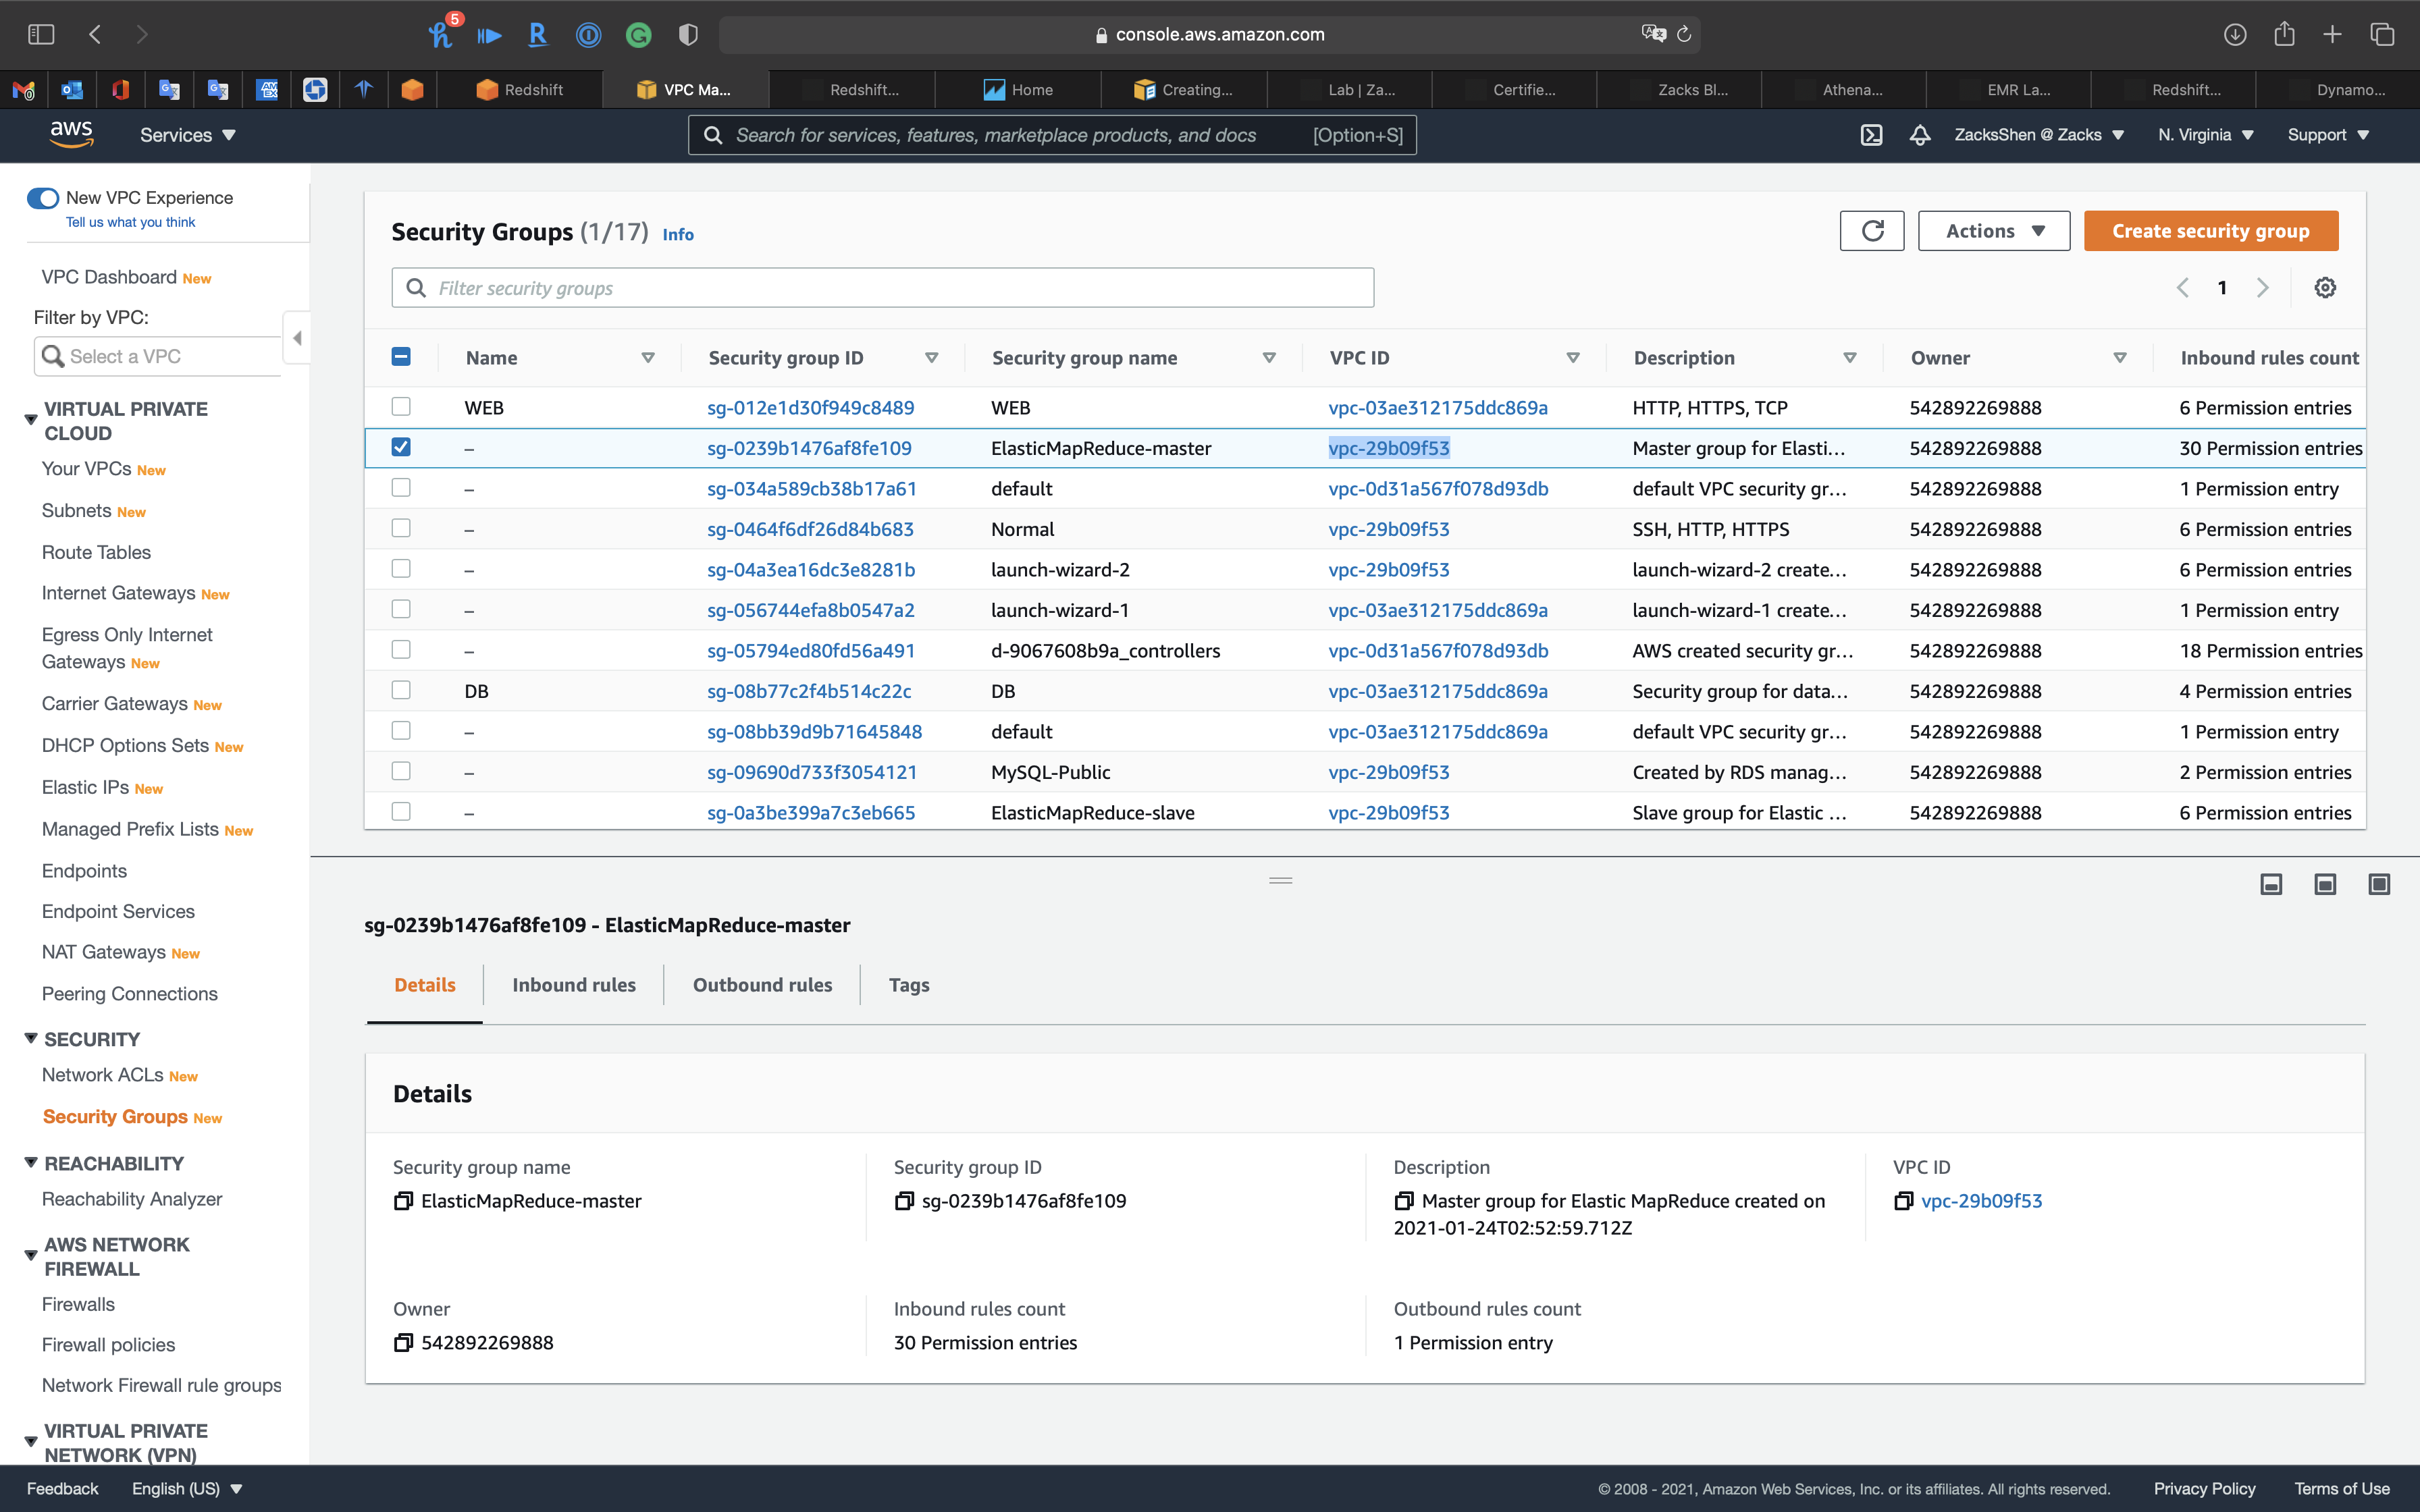 5
console.aws.amazon.com
Redshift
VPC Ma...
Redshift...
Home
Creating...
Lab | Za...
Certifie...
Zacks Bl...
Athena...
EMR La...
Redshift...
Dynamo...
aws
Services
Search for services, features, marketplace products, and docs [Option+S]
ZacksShen @ Zacks
N. Virginia
Support
New VPC Experience
Tell us what you think
VPC Dashboard New
Filter by VPC:
Select a VPC
VIRTUAL PRIVATE
CLOUD
Your VPCs New
Subnets New
Route Tables
Internet Gateways New
Egress Only Internet
Gateways New
Carrier Gateways New
DHCP Options Sets New
Elastic IPs New
Managed Prefix Lists New
Endpoints
Endpoint Services
NAT Gateways New
Peering Connections
SECURITY
Network ACLs New
Security Groups New
REACHABILITY
Reachability Analyzer
AWS NETWORK
FIREWALL
Firewalls
Firewall policies
Network Firewall rule groups
VIRTUAL PRIVATE
NETWORK (VPN)
Security Groups (1/17) Info
Actions
Create security group
Filter security groups
1
Name Security group ID Security group name VPC ID Description Owner Inbound rules count
WEB sg-012e1d30f949c8489 WEB vpc-03ae312175ddc869a HTTP, HTTPS, TCP 542892269888 6 Permission entries
– sg-0239b1476af8fe109 ElasticMapReduce-master vpc-29b09f53 Master group for Elasti... 542892269888 30 Permission entries
– sg-034a589cb38b17a61 default vpc-0d31a567f078d93db default VPC security gr... 542892269888 1 Permission entry
– sg-0464f6df26d84b683 Normal vpc-29b09f53 SSH, HTTP, HTTPS 542892269888 6 Permission entries
– sg-04a3ea16dc3e8281b launch-wizard-2 vpc-29b09f53 launch-wizard-2 create... 542892269888 6 Permission entries
– sg-056744efa8b0547a2 launch-wizard-1 vpc-03ae312175ddc869a launch-wizard-1 create... 542892269888 1 Permission entry
– sg-05794ed80fd56a491 d-9067608b9a_controllers vpc-0d31a567f078d93db AWS created security gr... 542892269888 18 Permission entries
DB sg-08b77c2f4b514c22c DB vpc-03ae312175ddc869a Security group for data... 542892269888 4 Permission entries
– sg-08bb39d9b71645848 default vpc-03ae312175ddc869a default VPC security gr... 542892269888 1 Permission entry
– sg-09690d733f3054121 MySQL-Public vpc-29b09f53 Created by RDS manag... 542892269888 2 Permission entries
– sg-0a3be399a7c3eb665 ElasticMapReduce-slave vpc-29b09f53 Slave group for Elastic ... 542892269888 6 Permission entries
sg-0239b1476af8fe109 - ElasticMapReduce-master
Details Inbound rules Outbound rules Tags
Details
Security group name
ElasticMapReduce-master
Security group ID
sg-0239b1476af8fe109
Description
Master group for Elastic MapReduce created on
2021-01-24T02:52:59.712Z
VPC ID
vpc-29b09f53
Owner
542892269888
Inbound rules count
30 Permission entries
Outbound rules count
1 Permission entry
Feedback
English (US)
© 2008 - 2021, Amazon Web Services, Inc. or its affiliates. All rights reserved.
Privacy Policy
Terms of Use